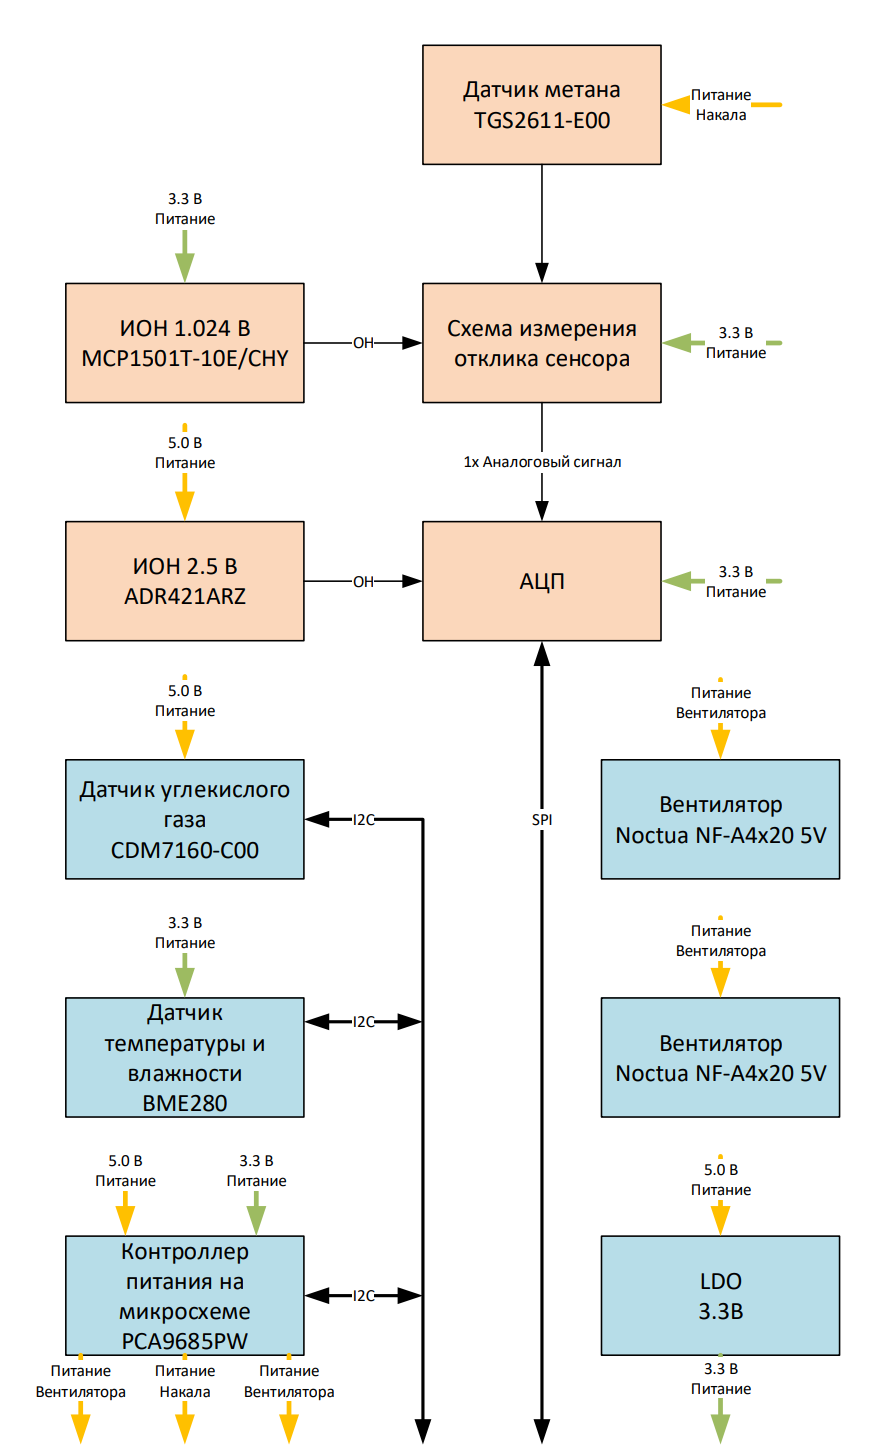 Датчик метана
TGS2611-E00
Питание
Накала
3.3 В
Питание
ИОН 1.024 В
MCP1501T-10E/CHY
ОН
Схема измерения
отклика сенсора
3.3 В
Питание
5.0 В
Питание
1x Аналоговый сигнал
ИОН 2.5 В
ADR421ARZ
ОН
АЦП
3.3 В
Питание
5.0 В
Питание
Питание
Вентилятора
Датчик углекислого
газа
CDM7160-C00
I2C
SPI
Вентилятор
Noctua NF-A4x20 5V
3.3 В
Питание
Питание
Вентилятора
Датчик
температуры и
влажности
BME280
I2C
Вентилятор
Noctua NF-A4x20 5V
5.0 В
Питание
3.3 В
Питание
5.0 В
Питание
Контроллер
питания на
микросхеме
PCA9685PW
I2C
LDO
3.3В
Питание
Вентилятора
Питание
Накала
Питание
Вентилятора
3.3 В
Питание